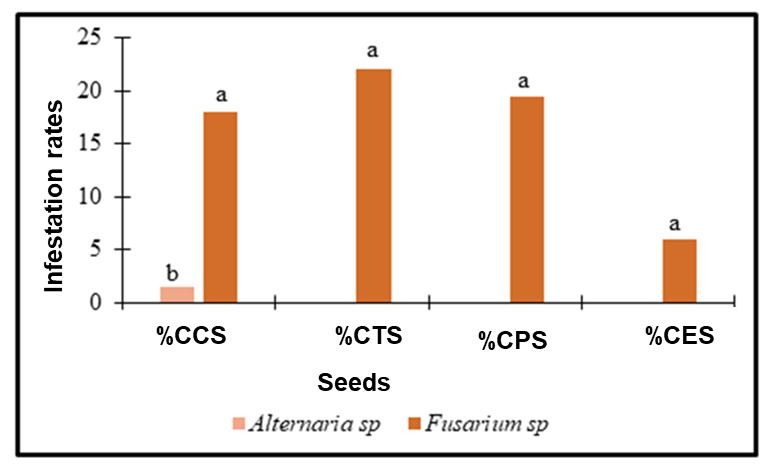 25
20
15
10
5
0
Infestation rates
b
a
a
a
a
%CCS %CTS %CPS %CES
Seeds
Alternaria sp Fusarium sp